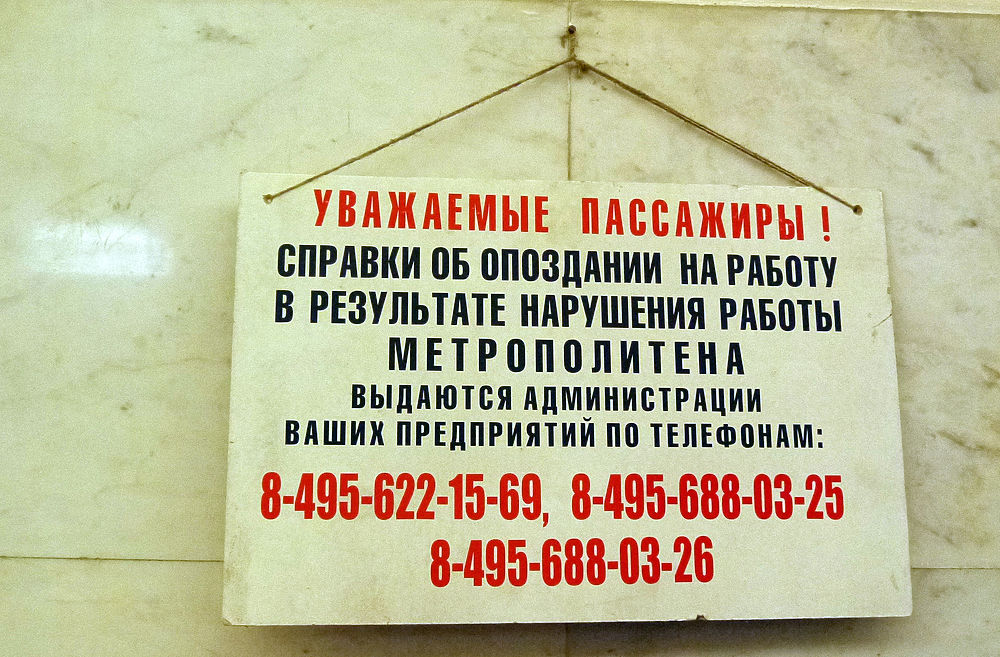 УВАЖАЕМЫЕ ПАССАЖИРЫ !
СПРАВКИ ОБ ОПОЗДАНИИ НА РАБОТУ
В РЕЗУЛЬТАТЕ НАРУШЕНИЯ РАБОТЫ
МЕТРОПОЛИТЕНА
ВЫДАЮТСЯ АДМИНИСТРАЦИИ
ВАШИХ ПРЕДПРИЯТИЙ ПО ТЕЛЕФОНАМ:
8-495-622-15-69, 8-495-688-03-25
8-495-688-03-26